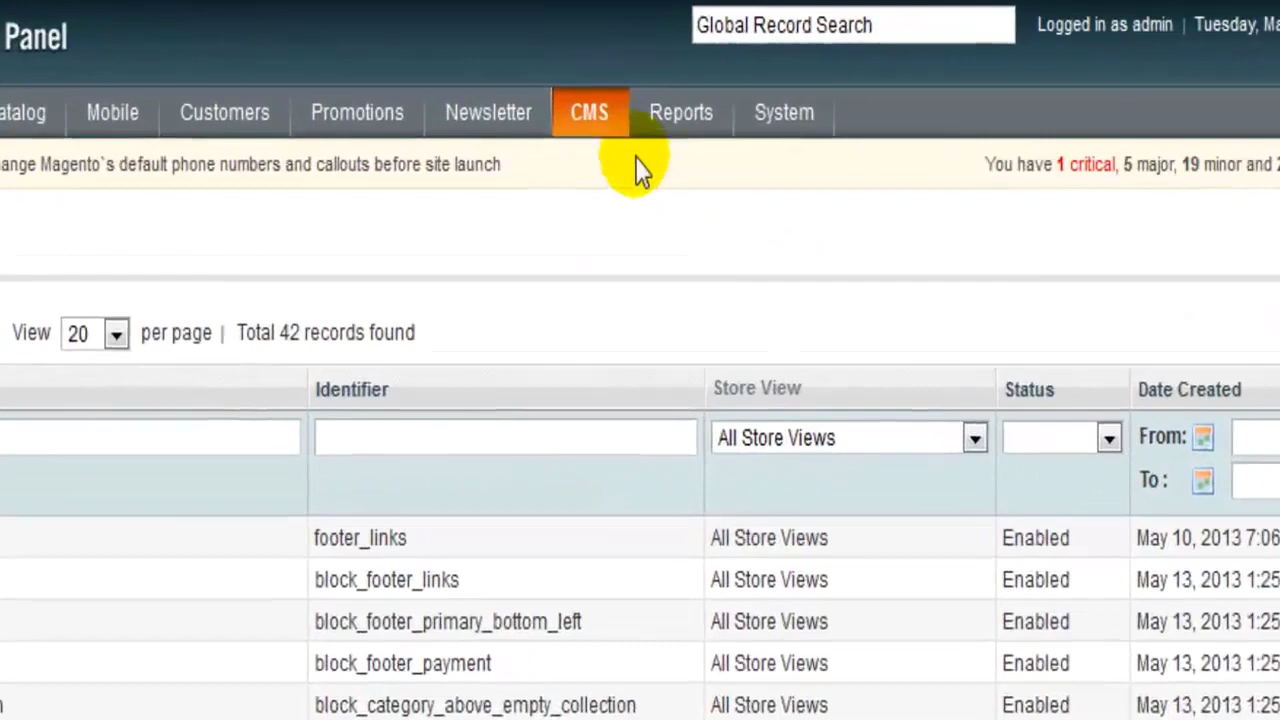 Panel
Global Record Search
Logged in as admin | Tuesday,
Mobile Customers Promotions Newsletter CMS Reports System
Magento`s default phone numbers and callouts before site launch
You have 1 critical, 5 major, 19 minor and
View 20 per page | Total 42 records found
Identifier Store View Status Date Created
All Store Views From:
To :
footer_links All Store Views Enabled May 10, 2013 7:06
block_footer_links All Store Views Enabled May 13, 2013 1:25
block_footer_primary_bottom_left All Store Views Enabled May 13, 2013 1:25
block_footer_payment All Store Views Enabled May 13, 2013 1:25
block_category_above_empty_collection All Store Views Enabled May 13, 2013 1:25